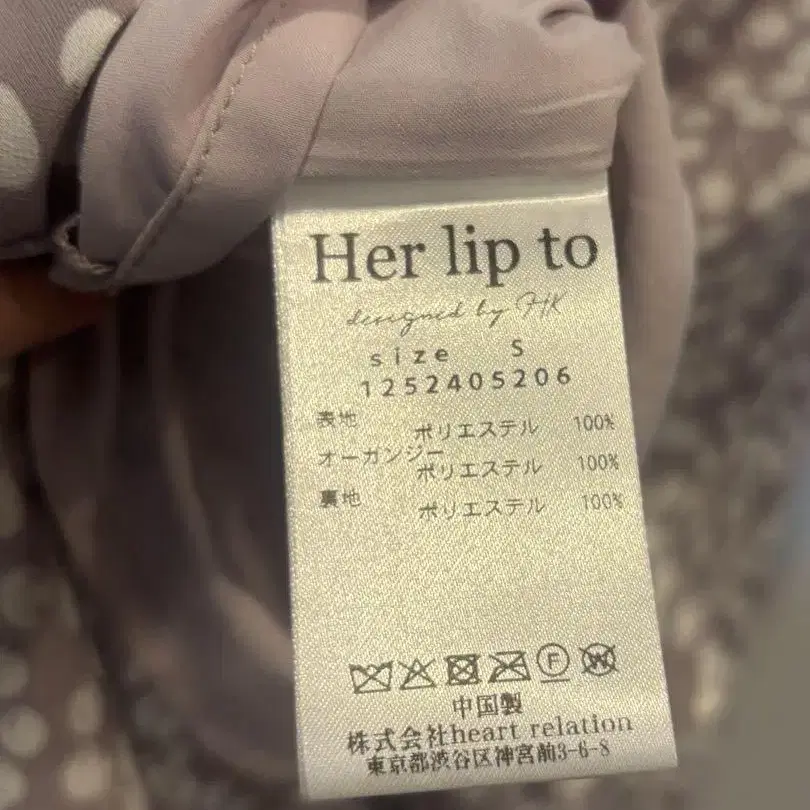 Her lip to
designed by HK
size S
1252405206
表地 ポリエステル 100%
オーガンジー ポリエステル 100%
裏地 ポリエステル 100%
F W
中国製
株式会社heart relation
東京都渋谷区神宮前3-6-8